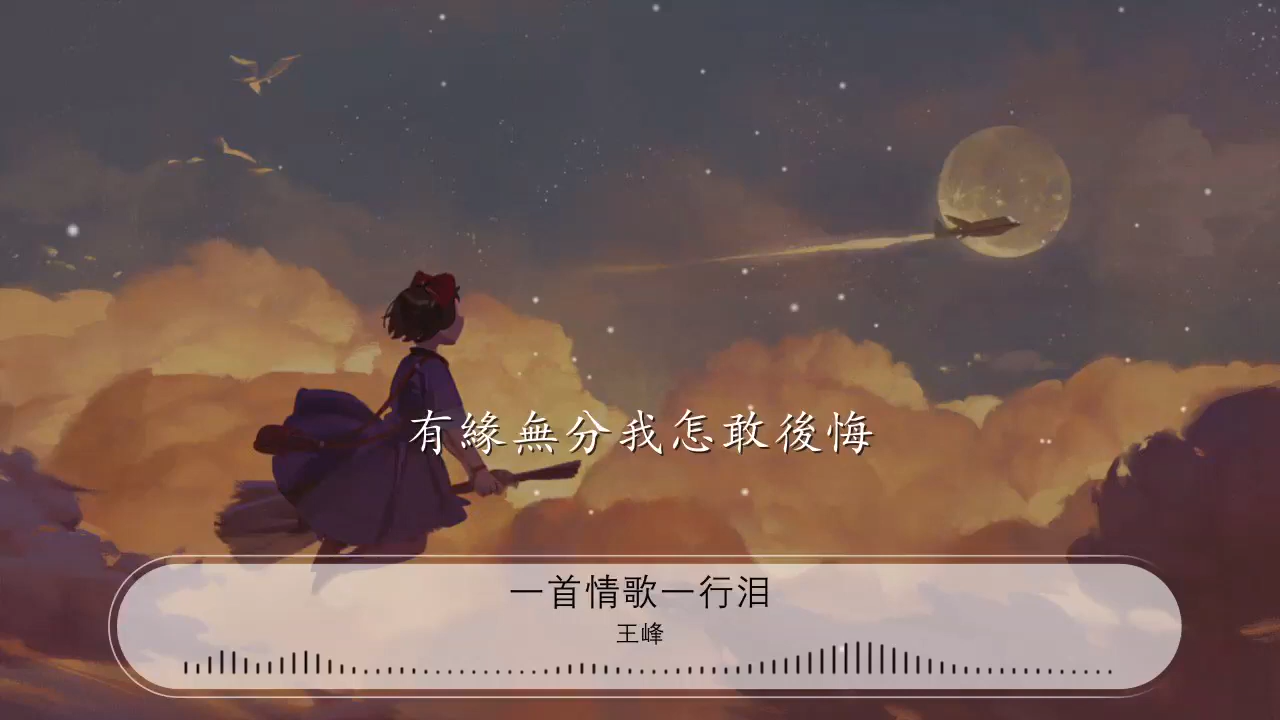 有緣無分我怎敢後悔
一首情歌一行泪
王峰